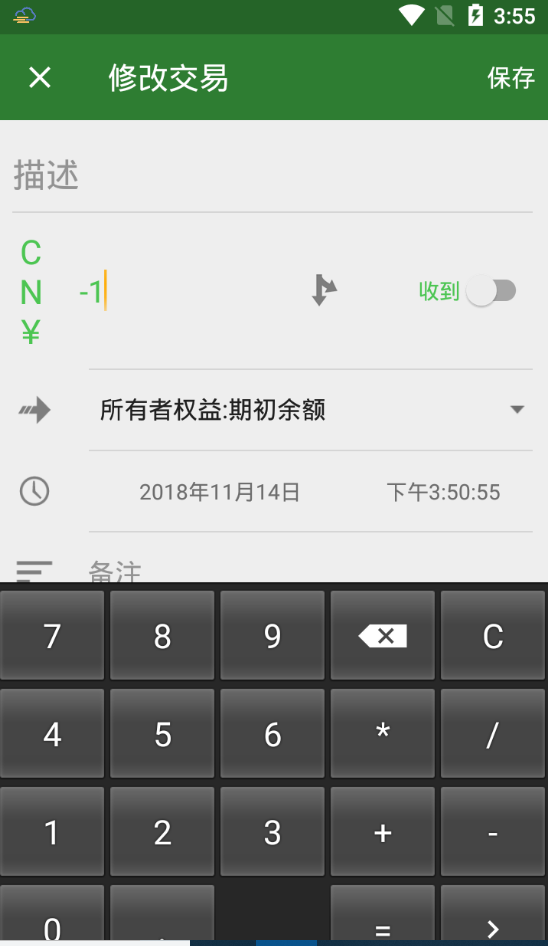 3:55
修改交易
保存
描述
C
N
¥
-1
收到
所有者权益:期初余额
2018年11月14日
下午3:50:55
备注
7 8 9 C
4 5 6 * /
1 2 3 + -
0 . = >